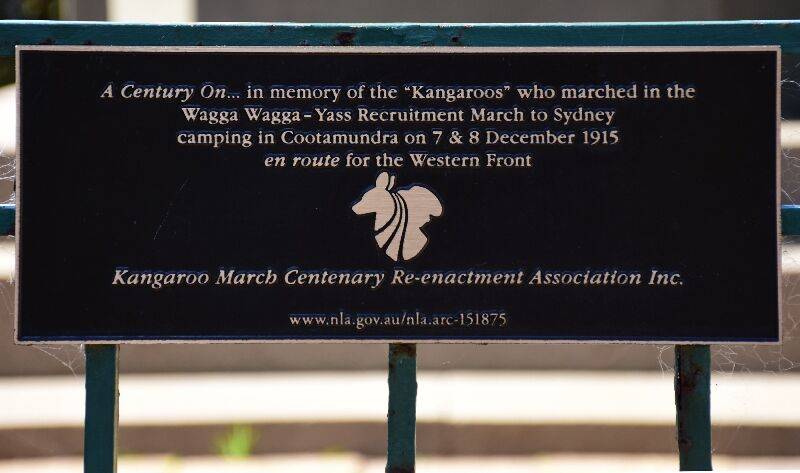 A Century On... in memory of the "Kangaroos" who marched in the
Wagga Wagga – Yass Recruitment March to Sydney
camping in Cootamundra on 7 & 8 December 1915
en route for the Western Front
Kangaroo March Centenary Re-enactment Association Inc.
www.nla.gov.au/nla.arc-151875